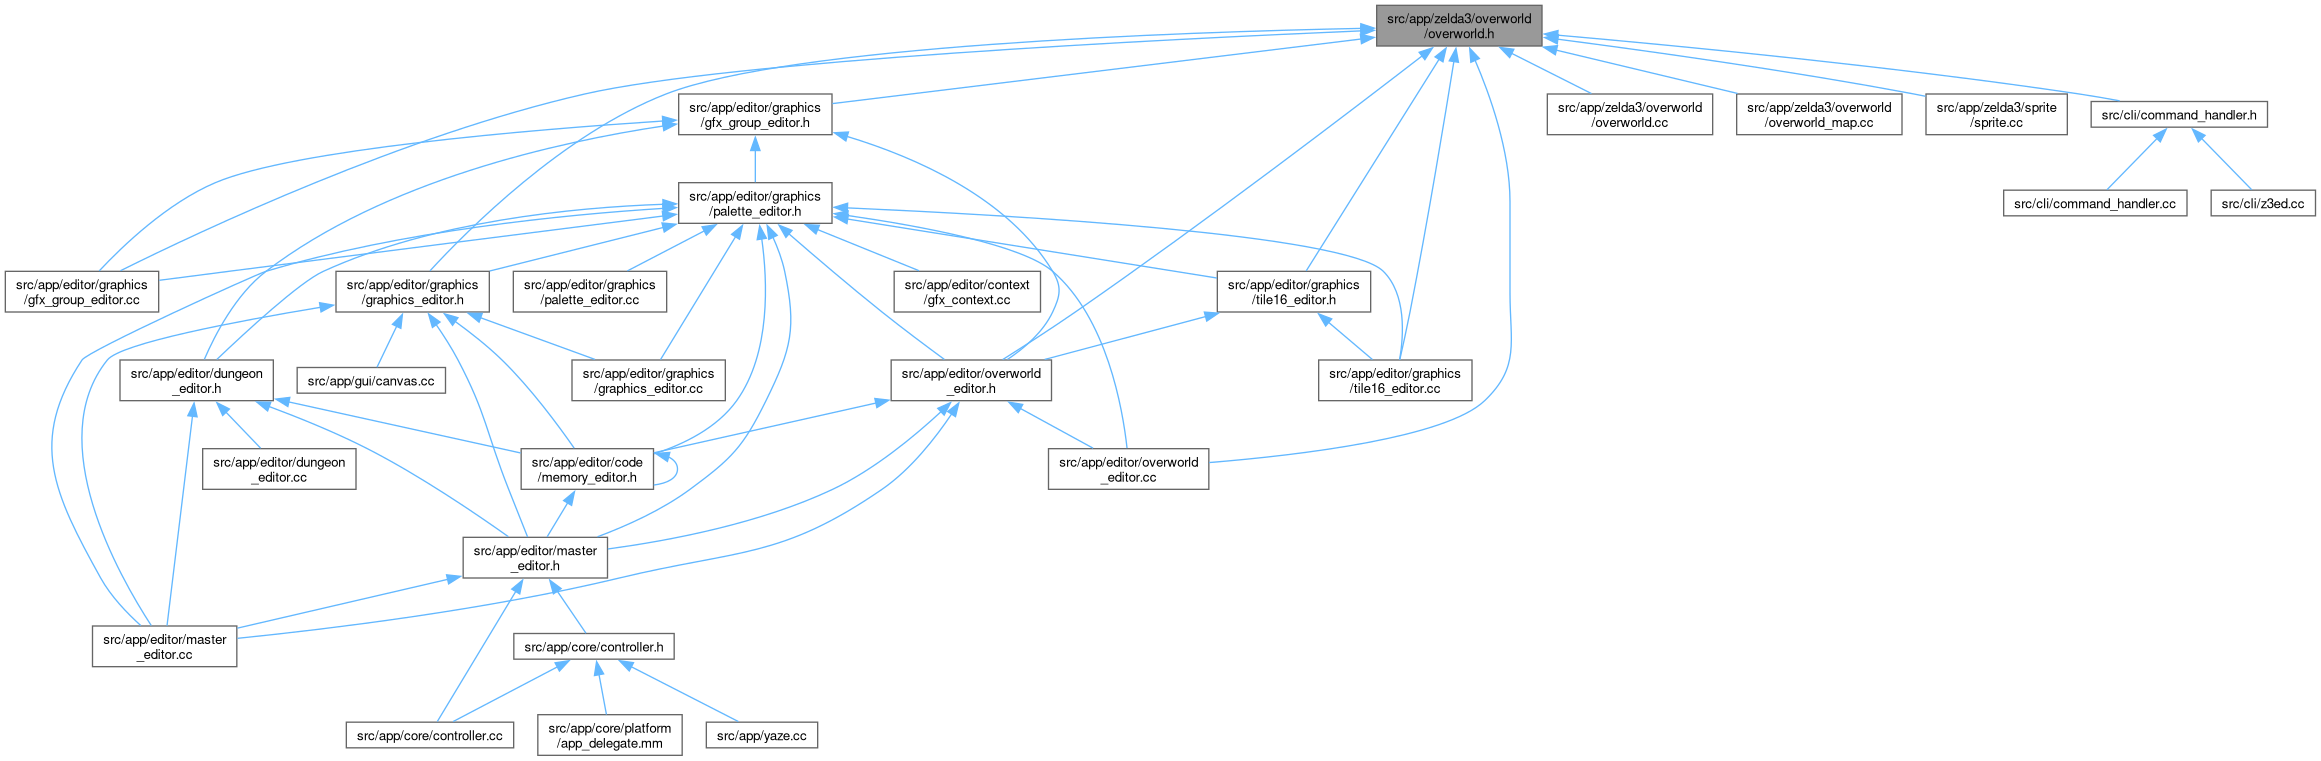 src/app/zelda3/overworld
/overworld.h
src/app/editor/graphics
/gfx_group_editor.h
src/app/zelda3/overworld
/overworld.cc
src/app/zelda3/overworld
/overworld_map.cc
src/app/zelda3/sprite
/sprite.cc
src/cli/command_handler.h
src/app/editor/graphics
/palette_editor.h
src/cli/command_handler.cc
src/cli/z3ed.cc
src/app/editor/graphics
/gfx_group_editor.cc
src/app/editor/graphics
/graphics_editor.h
src/app/editor/graphics
/palette_editor.cc
src/app/editor/context
/gfx_context.cc
src/app/editor/graphics
/tile16_editor.h
src/app/editor/dungeon
_editor.h
src/app/gui/canvas.cc
src/app/editor/graphics
/graphics_editor.cc
src/app/editor/overworld
_editor.h
src/app/editor/graphics
/tile16_editor.cc
src/app/editor/dungeon
_editor.cc
src/app/editor/code
/memory_editor.h
src/app/editor/overworld
_editor.cc
src/app/editor/master
_editor.h
src/app/editor/master
_editor.cc
src/app/core/controller.h
src/app/core/controller.cc
src/app/core/platform
/app_delegate.mm
src/app/yaze.cc